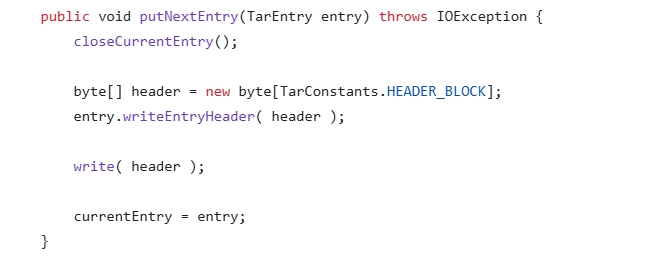 public void putNextEntry(TarEntry entry) throws IOException {
closeCurrentEntry();
byte[] header = new byte[TarConstants.HEADER_BLOCK];
entry.writeEntryHeader( header );
write( header );
currentEntry = entry;
}